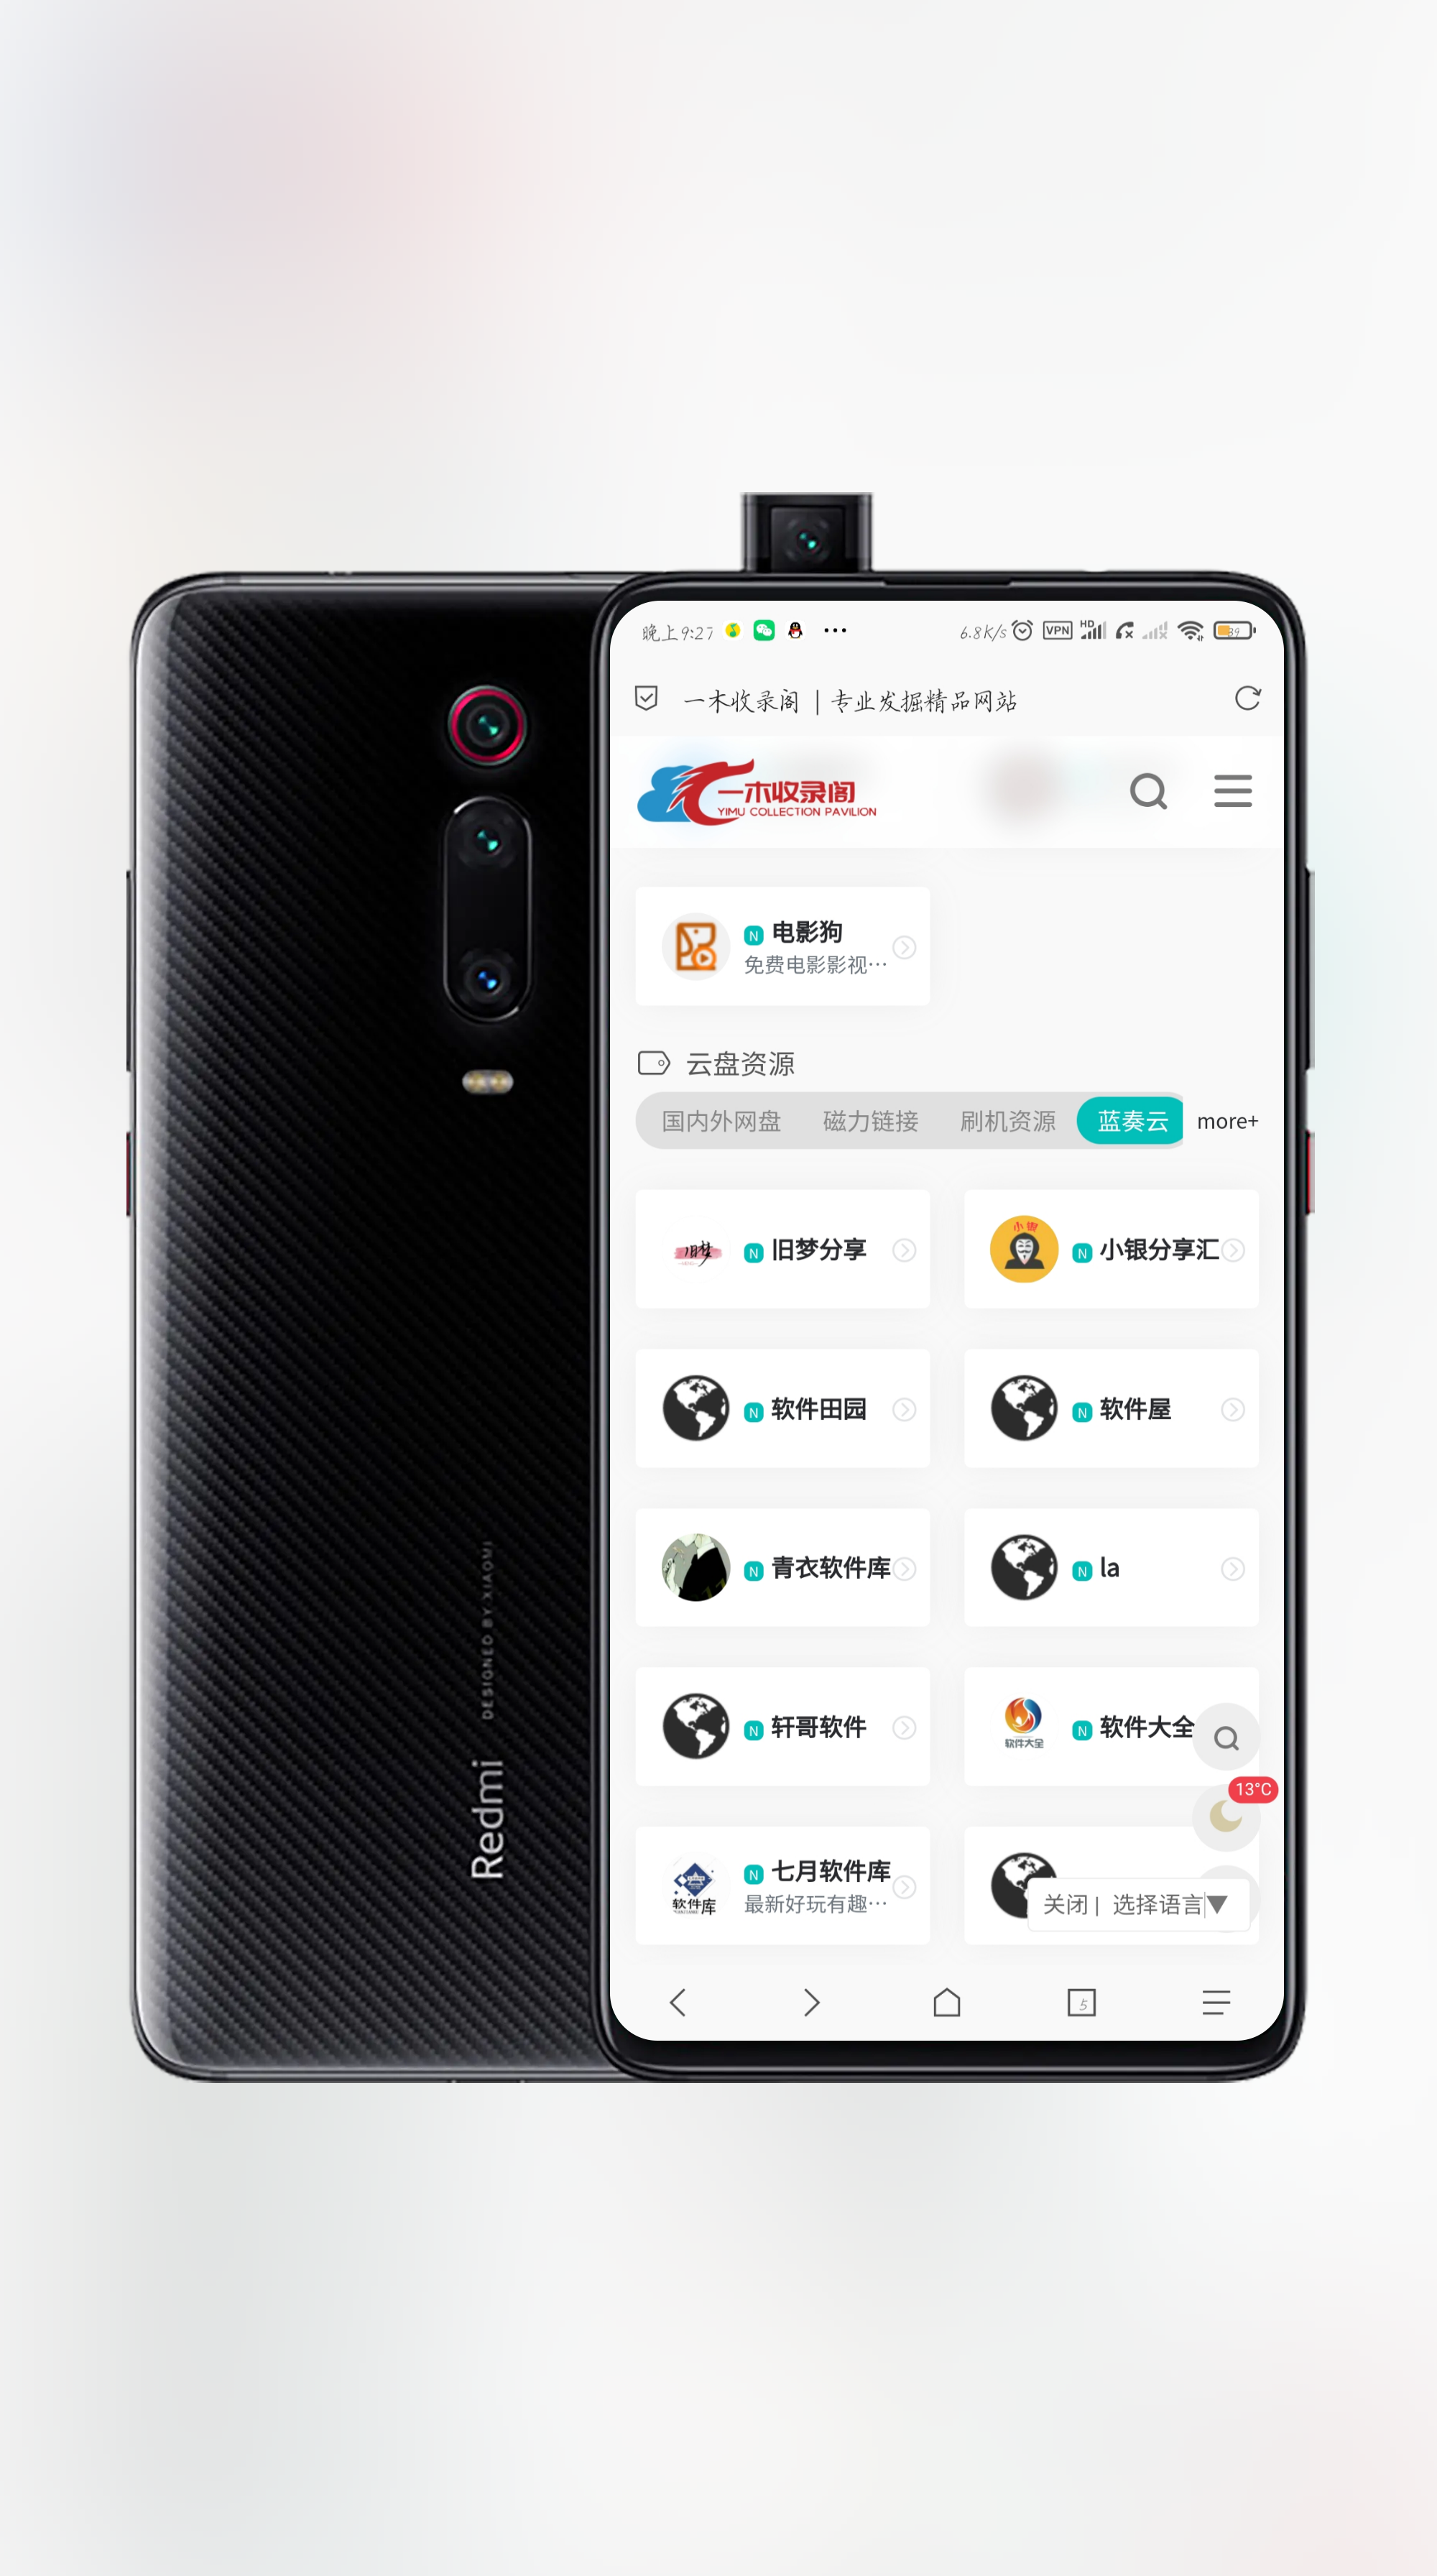 晚上9:27
6.8K/s
VPN
HD
39
一木收录阁 | 专业发掘精品网站
一木收录阁
YIMU COLLECTION PAVILION
N 电影狗
免费电影影视···
云盘资源
国内外网盘 磁力链接 刷机资源 蓝奏云 more+
旧梦
N 旧梦分享
小银
N 小银分享汇
N 软件田园
N 软件屋
N 青衣软件库
N la
N 轩哥软件
软件大全
N 软件大全
13°C
软件库
N 七月软件库
最新好玩有趣···
关闭 | 选择语言▼
5
DESIGNED BY XIAOMI
Redmi